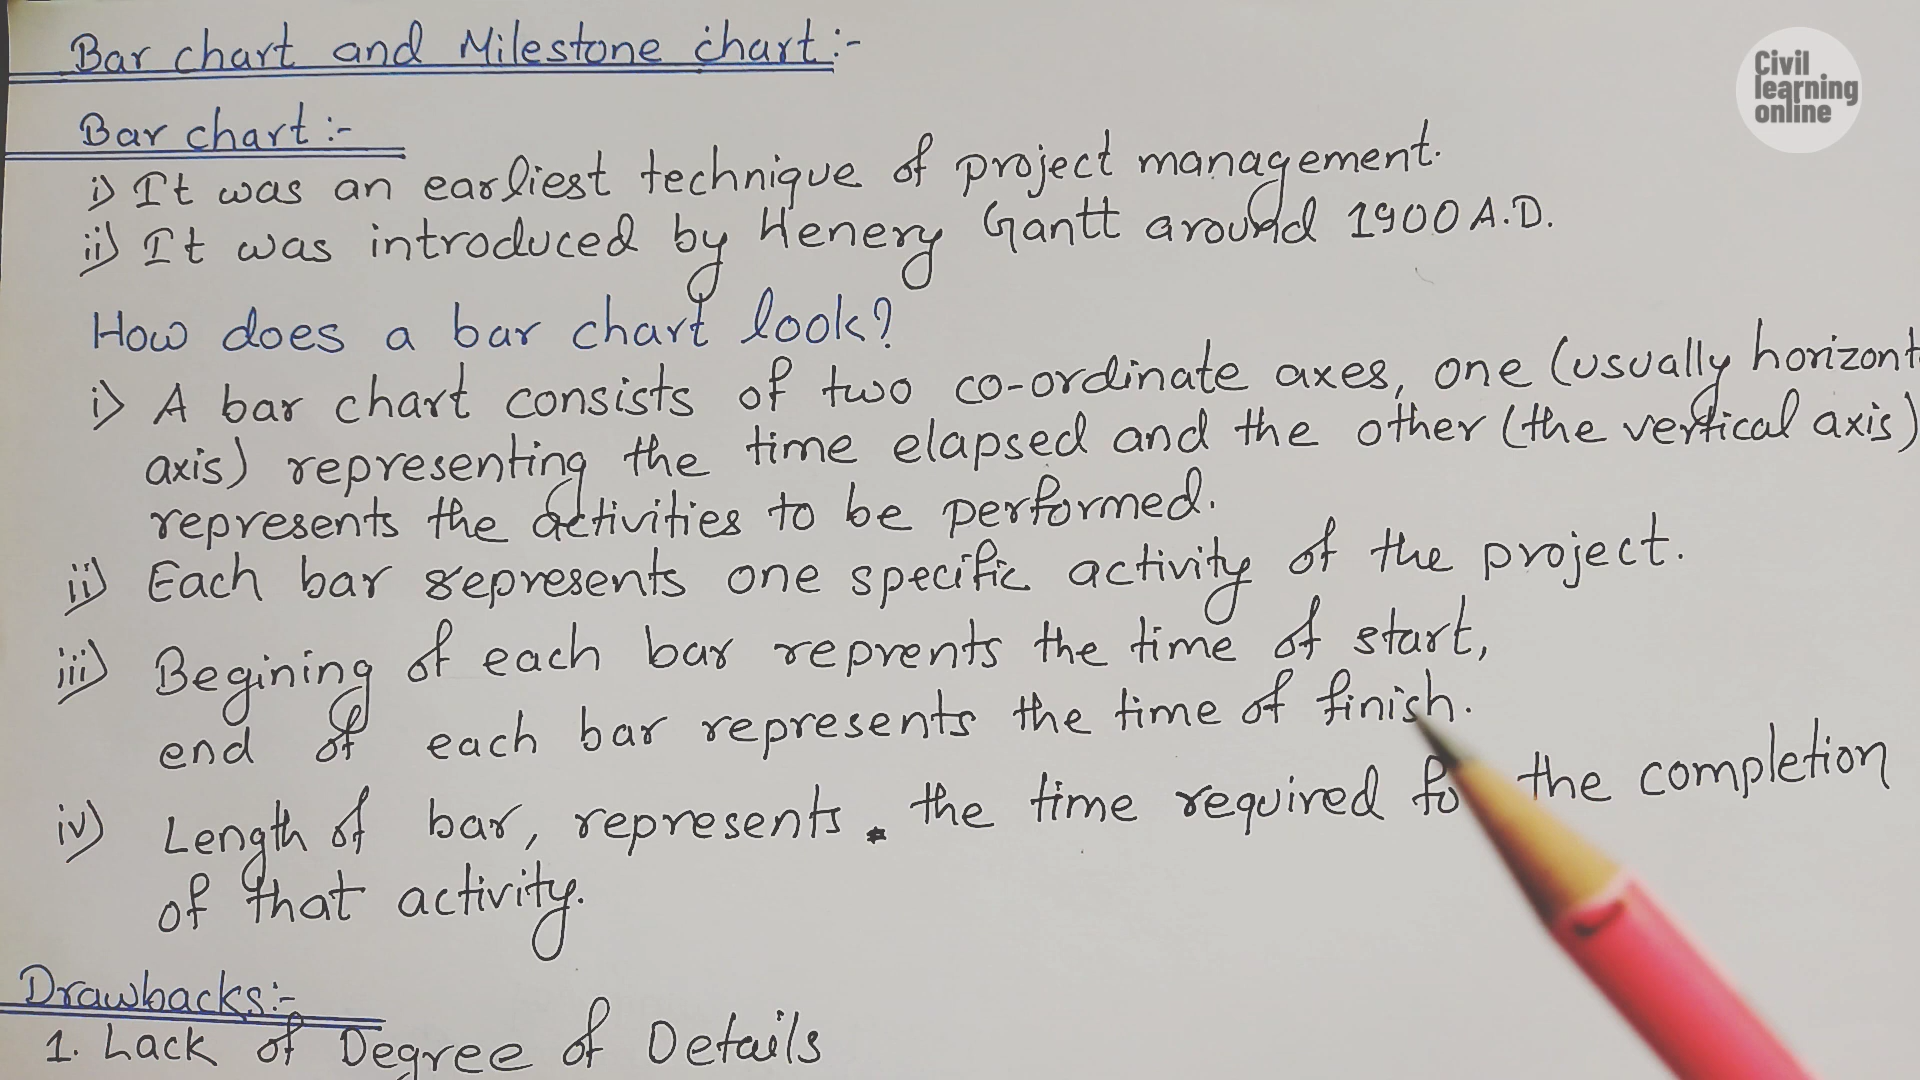 Bar chart and Milestone chart:-
Civil
learning
online
Bar chart:-
i) It was an earliest technique of project management.
ii) It was introduced by Henery Gantt around 1900 A.D.
How does a bar chart look?
i) A bar chart consists of two co-ordinate axes, one (usually horizont
axis) representing the time elapsed and the other (the vertical axis)
represents the activities to be performed.
ii) Each bar represents one specific activity of the project.
iii) Begining of each bar reprents the time of start,
end of each bar represents the time of finish.
iv) Length of bar, represents the time required fo the completion
of that activity.
Drawbacks:-
1. Lack of Degree of Details